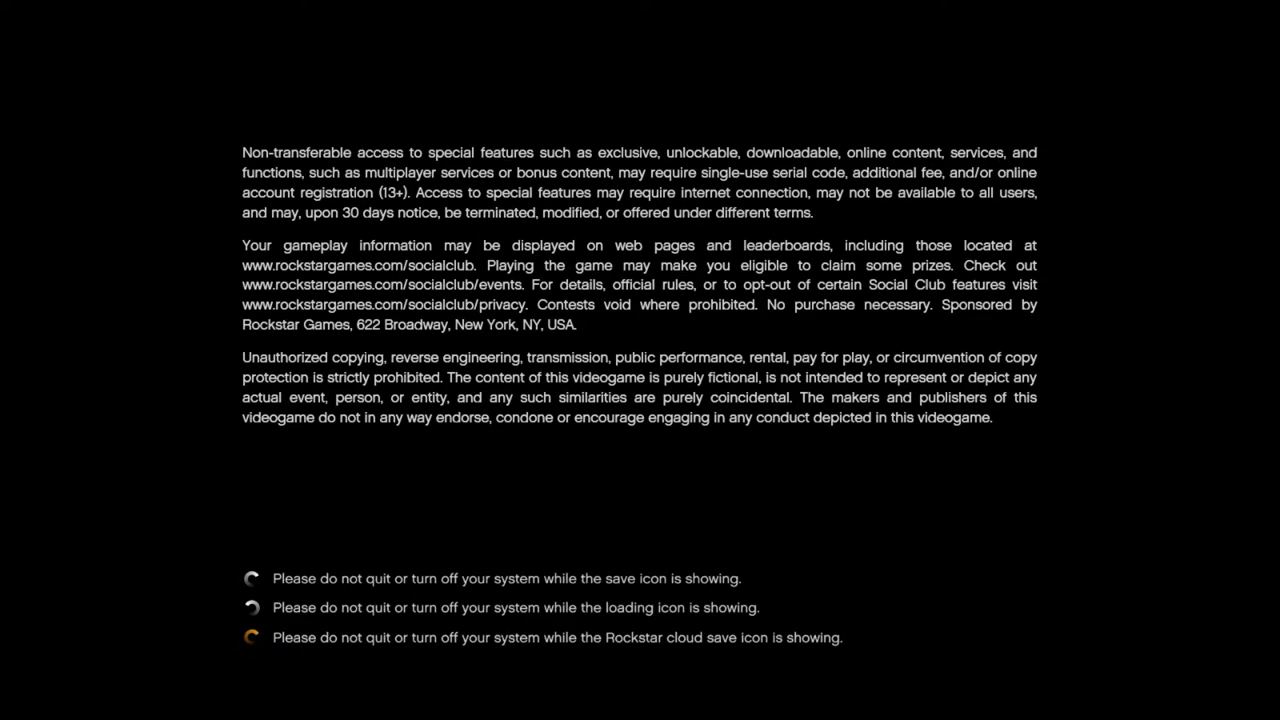 Non-transferable access to special features such as exclusive, unlockable, downloadable, online content, services, and
functions, such as multiplayer services or bonus content, may require single-use serial code, additional fee, and/or online
account registration (13+). Access to special features may require internet connection, may not be available to all users,
and may, upon 30 days notice, be terminated, modified, or offered under different terms.
Your gameplay information may be displayed on web pages and leaderboards, including those located at
www.rockstargames.com/socialclub. Playing the game may make you eligible to claim some prizes. Check out
www.rockstargames.com/socialclub/events. For details, official rules, or to opt-out of certain Social Club features visit
www.rockstargames.com/socialclub/privacy. Contests void where prohibited. No purchase necessary. Sponsored by
Rockstar Games, 622 Broadway, New York, NY, USA.
Unauthorized copying, reverse engineering, transmission, public performance, rental, pay for play, or circumvention of copy
protection is strictly prohibited. The content of this videogame is purely fictional, is not intended to represent or depict any
actual event, person, or entity, and any such similarities are purely coincidental. The makers and publishers of this
videogame do not in any way endorse, condone or encourage engaging in any conduct depicted in this videogame.
Please do not quit or turn off your system while the save icon is showing.
Please do not quit or turn off your system while the loading icon is showing.
Please do not quit or turn off your system while the Rockstar cloud save icon is showing.